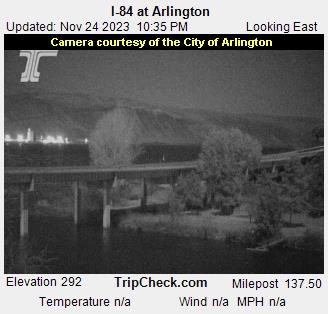 I-84 at Arlington
Updated: Nov 24 2023 10:35 PM Looking East
Camera courtesy of the City of Arlington
Elevation 292 TripCheck.com Milepost 137.50
Temperature n/a Wind n/a MPH n/a